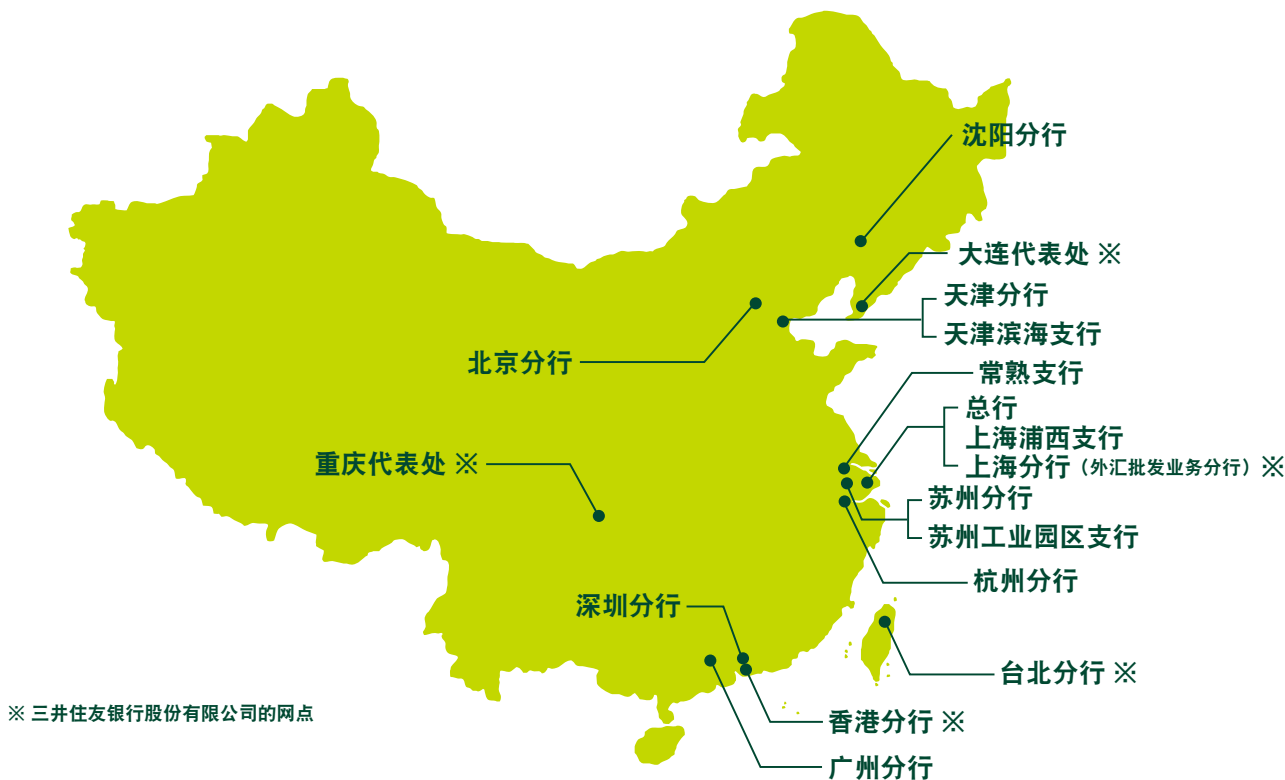 沈阳分行
大连代表处 ※
天津分行
天津滨海支行
北京分行
常熟支行
总行
上海浦西支行
上海分行（外汇批发业务分行）※
重庆代表处 ※
苏州分行
苏州工业园区支行
杭州分行
深圳分行
台北分行 ※
※ 三井住友银行股份有限公司的网点
香港分行 ※
广州分行